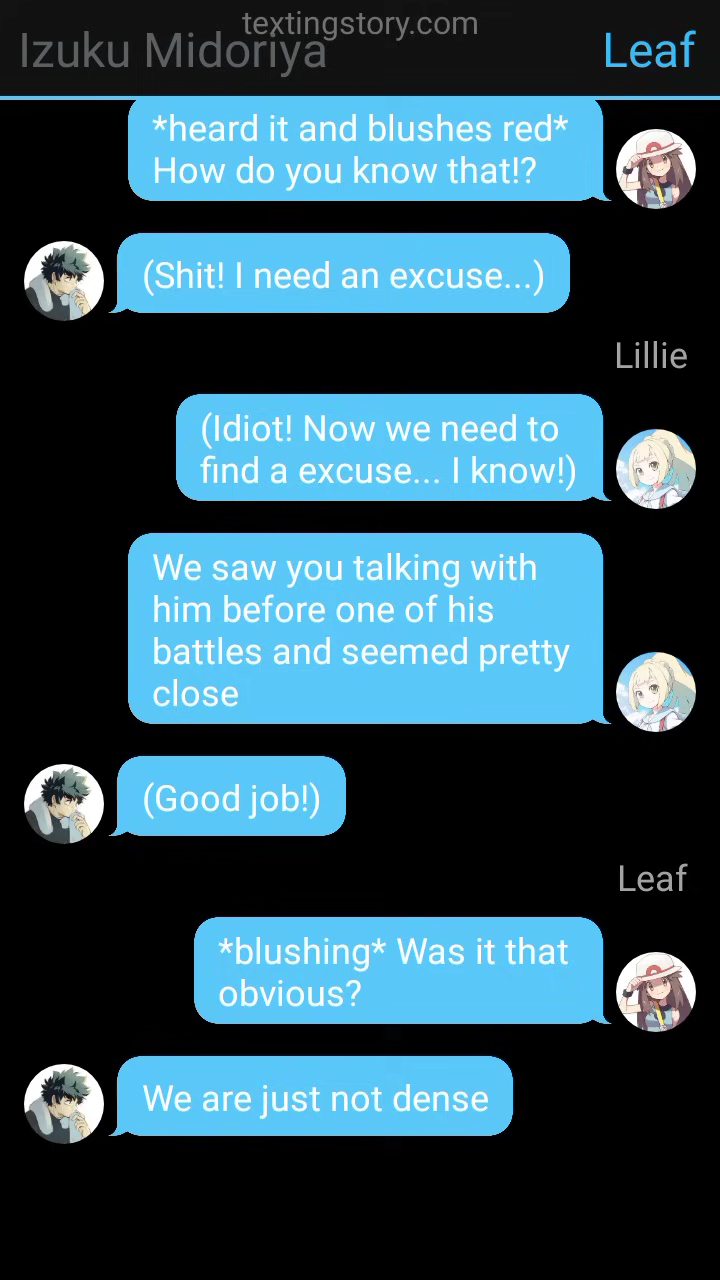 textingstory.com
Izuku Midoriya
Leaf
*heard it and blushes red*
How do you know that!?
(Shit! I need an excuse...)
Lillie
(Idiot! Now we need to
find a excuse... I know!)
We saw you talking with
him before one of his
battles and seemed pretty
close
(Good job!)
Leaf
*blushing* Was it that
obvious?
We are just not dense